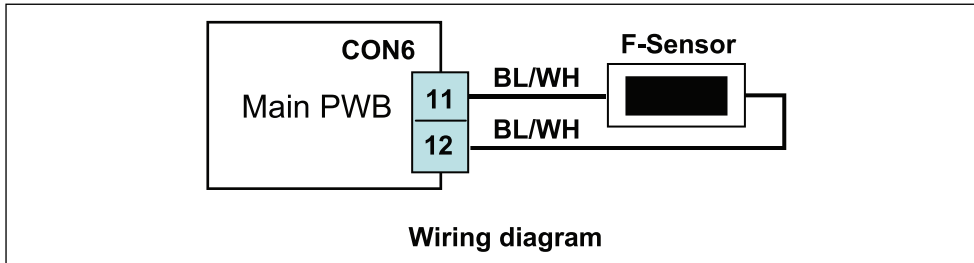 CON6
F-Sensor
Main PWB
11
BL/WH
12
BL/WH
Wiring diagram